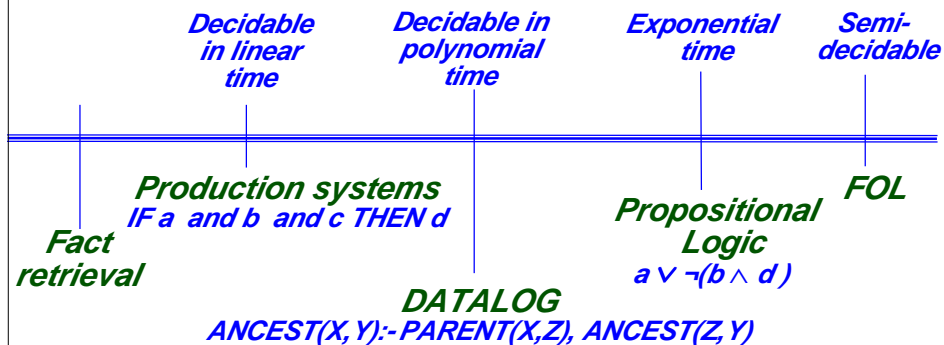 Decidable
in linear
time
Decidable in
polynomial
time
Exponential
time
Semi-
decidable
Production systems
IF a and b and c THEN d
Fact
retrieval
DATALOG
ANCEST(X,Y):- PARENT(X,Z), ANCEST(Z,Y)
Propositional
Logic
a ∨ ¬(b ∧ d )
FOL